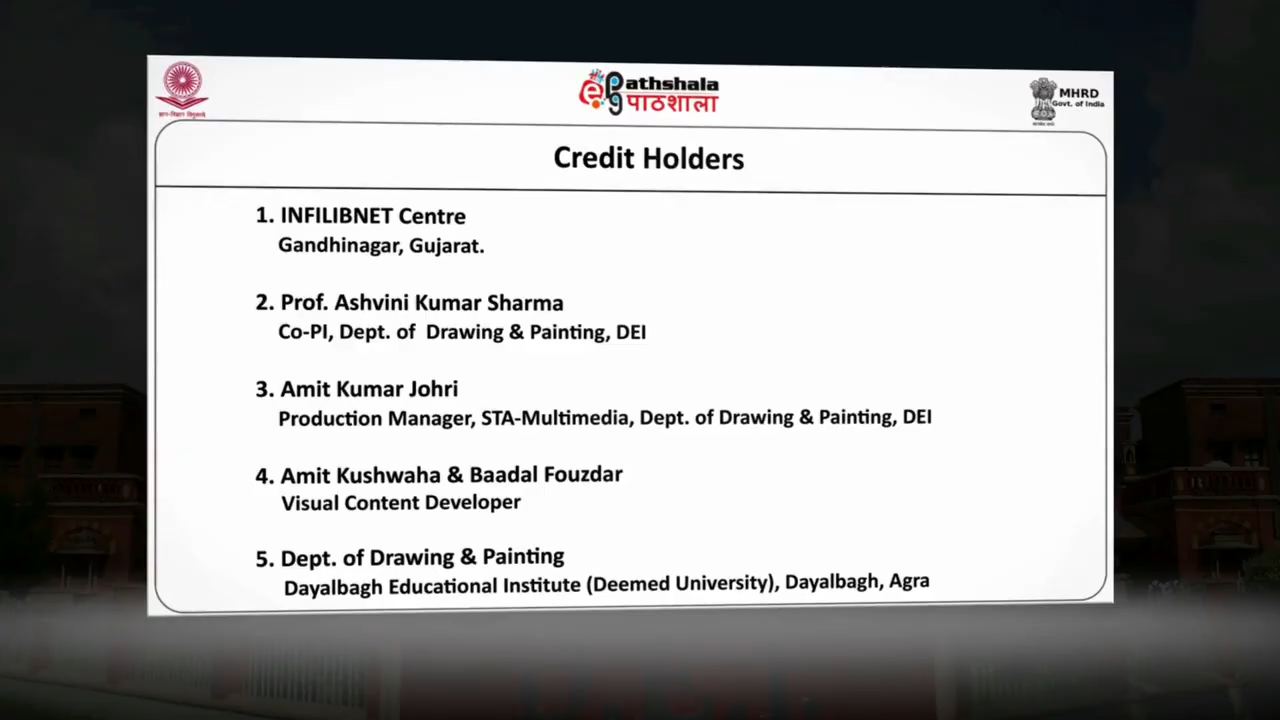 ज्ञान-विज्ञान विमुक्तये
ePG Pathshala
पाठशाला
MHRD
Govt. of India
Credit Holders
1. INFILIBNET Centre
Gandhinagar, Gujarat.
2. Prof. Ashvini Kumar Sharma
Co-PI, Dept. of Drawing & Painting, DEI
3. Amit Kumar Johri
Production Manager, STA-Multimedia, Dept. of Drawing & Painting, DEI
4. Amit Kushwaha & Baadal Fouzdar
Visual Content Developer
5. Dept. of Drawing & Painting
Dayalbagh Educational Institute (Deemed University), Dayalbagh, Agra